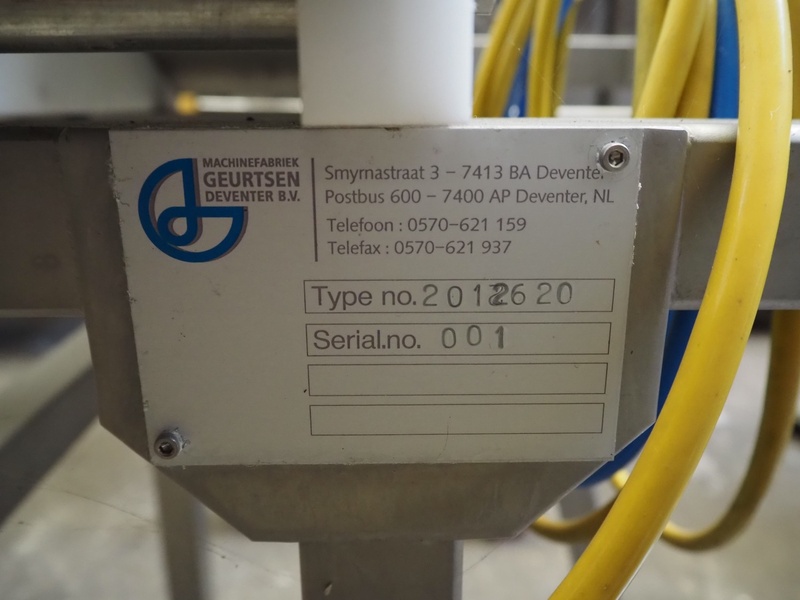 MACHINEFABRIEK
GEURTSEN
DEVENTER B.V.
Smyrnastraat 3 – 7413 BA Deventer
Postbus 600 – 7400 AP Deventer, NL
Telefoon : 0570–621 159
Telefax : 0570–621 937
Type no. 2012620
Serial.no. 001